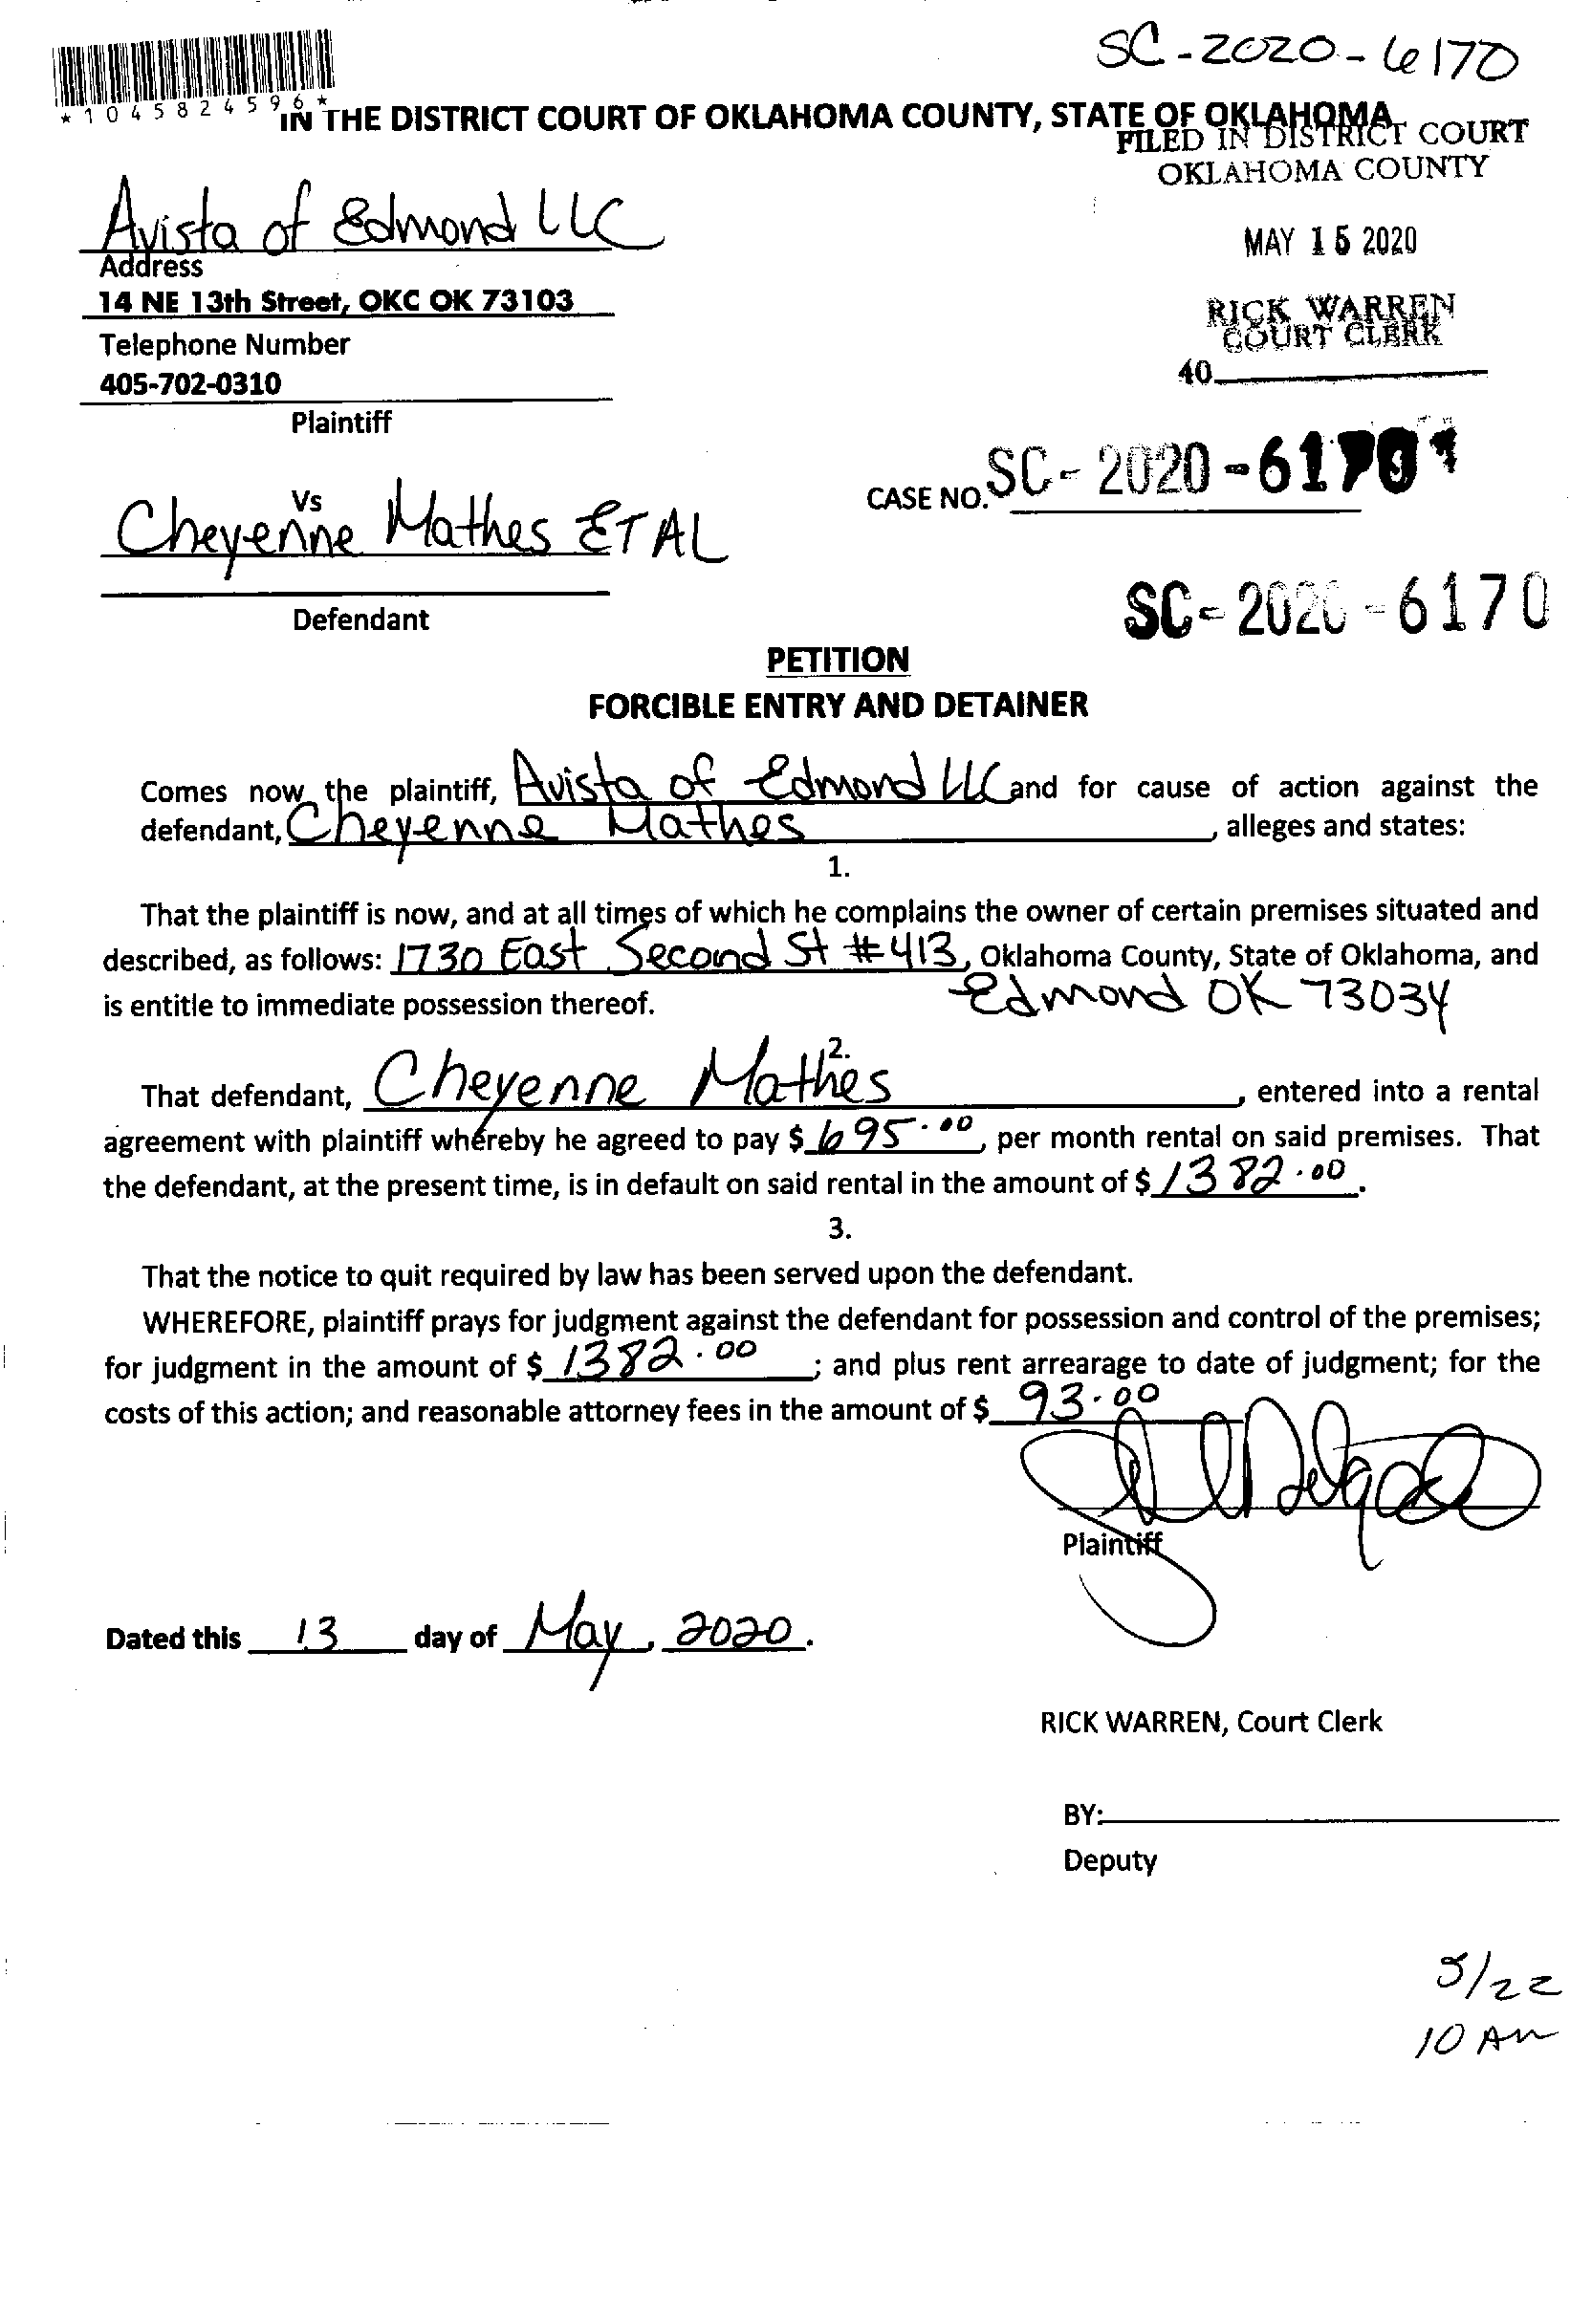 SC-2020-6170
*1045824596*
IN THE DISTRICT COURT OF OKLAHOMA COUNTY, STATE OF OKLAHOMA
FILED IN DISTRICT COURT
OKLAHOMA COUNTY
Avista of Edmond LLC
MAY 15 2020
Address
14 NE 13th Street, OKC OK 73103
RICK WARREN
COURT CLERK
Telephone Number
40
405-702-0310
Plaintiff
CASE NO. SC-2020-6170
Vs
Cheyenne Mathes ET AL
Defendant
SC-2020-6170
PETITION
FORCIBLE ENTRY AND DETAINER
Comes now the plaintiff, Avista of Edmond LLC and for cause of action against the
defendant, Cheyenne Mathes, alleges and states:
1.
That the plaintiff is now, and at all times of which he complains the owner of certain premises situated and
described, as follows: 1730 East Second St #413, Oklahoma County, State of Oklahoma, and
is entitle to immediate possession thereof. Edmond OK 73034
2.
That defendant, Cheyenne Mathes, entered into a rental
agreement with plaintiff whereby he agreed to pay $ 695.00, per month rental on said premises. That
the defendant, at the present time, is in default on said rental in the amount of $ 1382.00.
3.
That the notice to quit required by law has been served upon the defendant.
WHEREFORE, plaintiff prays for judgment against the defendant for possession and control of the premises;
for judgment in the amount of $ 1382.00; and plus rent arrearage to date of judgment; for the
costs of this action; and reasonable attorney fees in the amount of $ 93.00
Plaintiff
Dated this 13 day of May, 2020.
RICK WARREN, Court Clerk
BY:
Deputy
5/22
10 AM